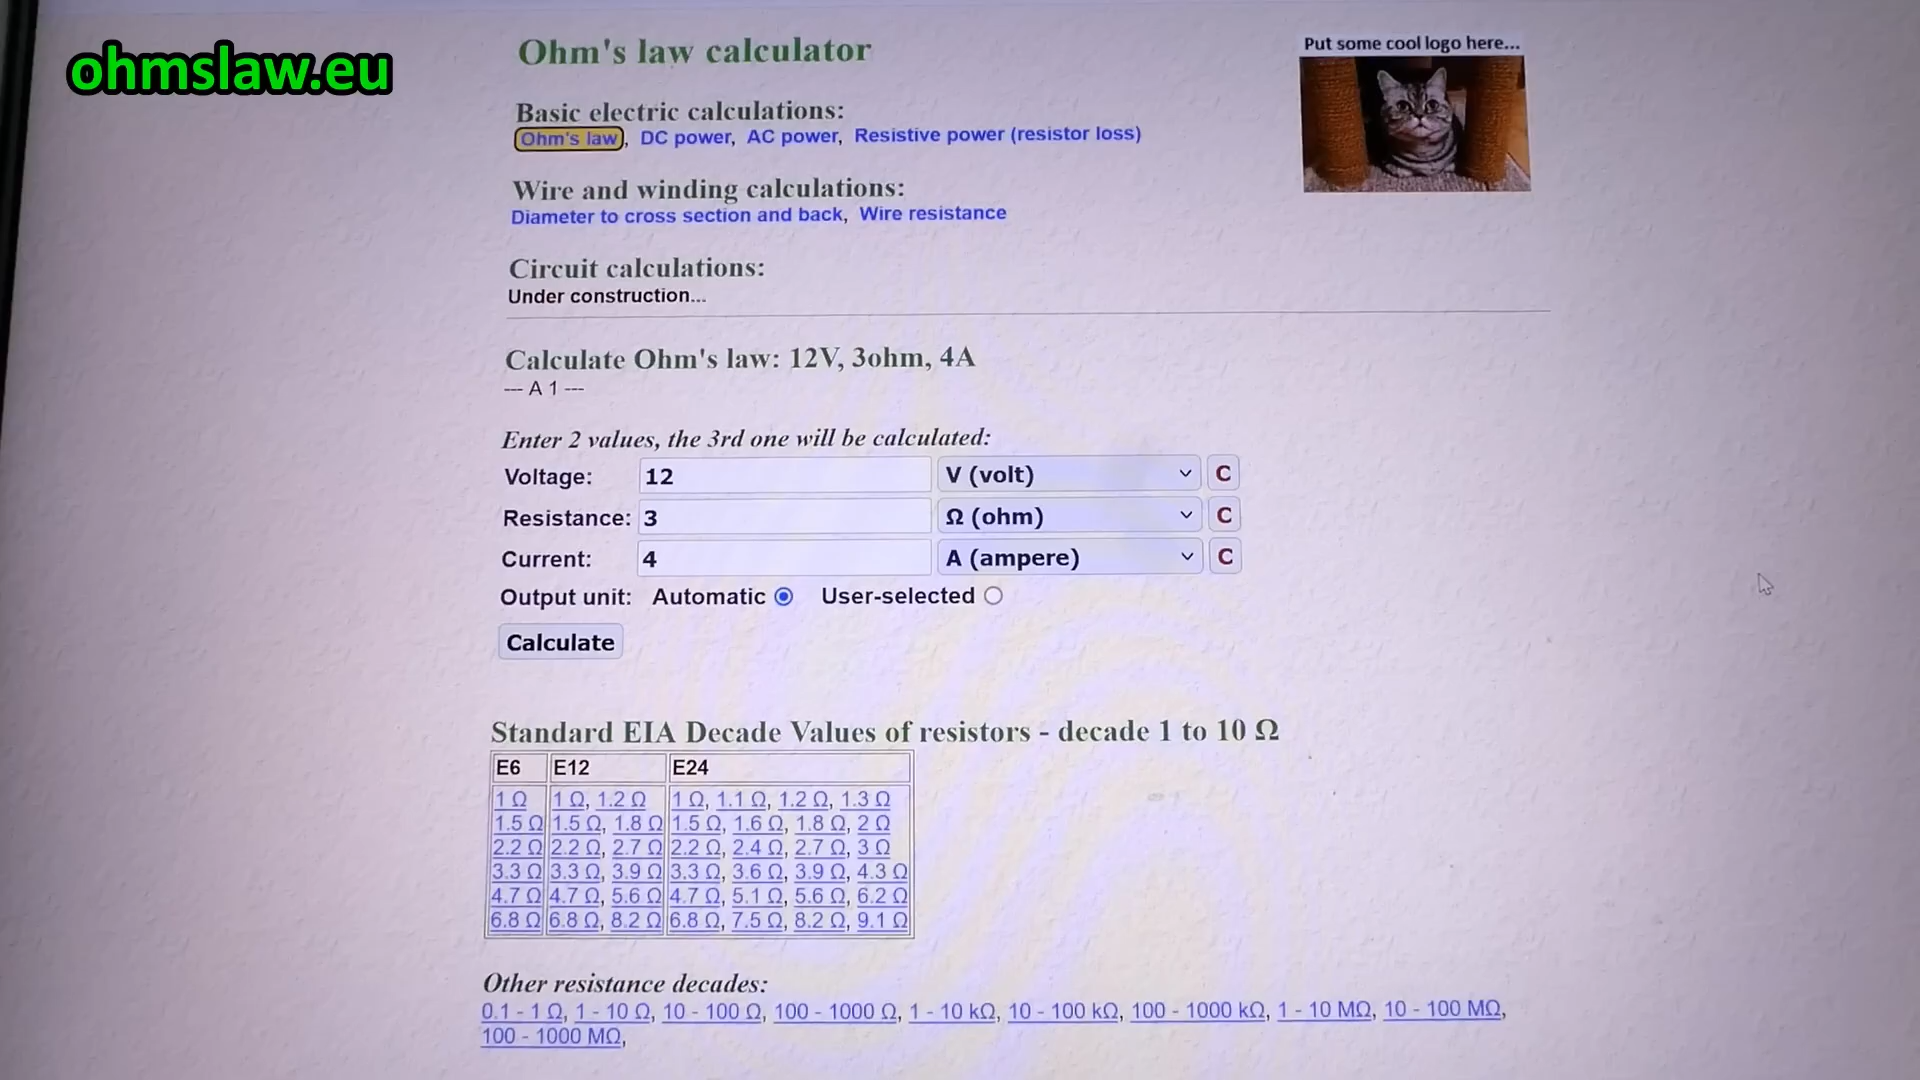 ohmslaw.eu
Ohm's law calculator
Put some cool logo here...
Basic electric calculations:
Ohm's law, DC power, AC power, Resistive power (resistor loss)
Wire and winding calculations:
Diameter to cross section and back, Wire resistance
Circuit calculations:
Under construction...
Calculate Ohm's law: 12V, 3ohm, 4A
--- A 1 ---
Enter 2 values, the 3rd one will be calculated:
Voltage: 12 V (volt) C
Resistance: 3 Ω (ohm) C
Current: 4 A (ampere) C
Output unit: Automatic User-selected
Calculate
Standard EIA Decade Values of resistors - decade 1 to 10 Ω
E6 E12 E24
1 Ω 1 Ω, 1.2 Ω 1 Ω, 1.1 Ω, 1.2 Ω, 1.3 Ω
1.5 Ω 1.5 Ω, 1.8 Ω 1.5 Ω, 1.6 Ω, 1.8 Ω, 2 Ω
2.2 Ω 2.2 Ω, 2.7 Ω 2.2 Ω, 2.4 Ω, 2.7 Ω, 3 Ω
3.3 Ω 3.3 Ω, 3.9 Ω 3.3 Ω, 3.6 Ω, 3.9 Ω, 4.3 Ω
4.7 Ω 4.7 Ω, 5.6 Ω 4.7 Ω, 5.1 Ω, 5.6 Ω, 6.2 Ω
6.8 Ω 6.8 Ω, 8.2 Ω 6.8 Ω, 7.5 Ω, 8.2 Ω, 9.1 Ω
Other resistance decades:
0.1 - 1 Ω, 1 - 10 Ω, 10 - 100 Ω, 100 - 1000 Ω, 1 - 10 kΩ, 10 - 100 kΩ, 100 - 1000 kΩ, 1 - 10 MΩ, 10 - 100 MΩ,
100 - 1000 MΩ,